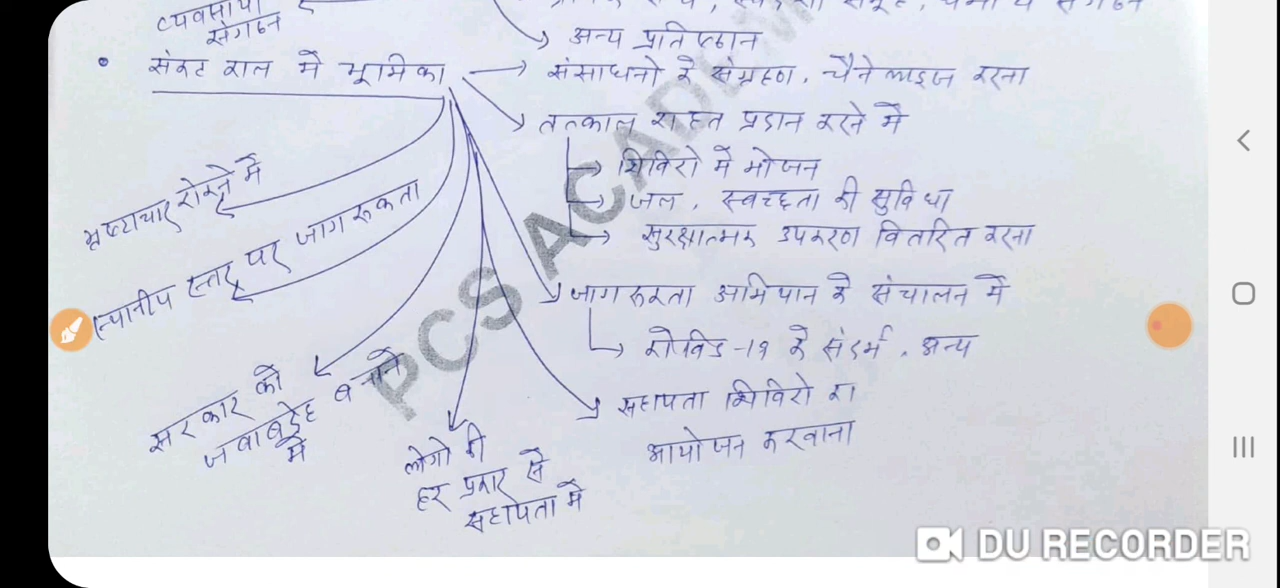 व्यवसायी
संगठन
अन्य प्रतिष्ठान
• संकट काल में भूमिका → संसाधनो के संग्रहण, चैनेलाइज करना
तत्काल राहत प्रदान करने में
शिविरो में भोजन
जल, स्वच्छता की सुविधा
सुरक्षात्मक उपकरण वितरित करना
जागरूकता अभियान के संचालन में
कोविड-19 के संदर्भ, अन्य
सहायता शिविरो का
आयोजन करवाना
भ्रष्टाचार रोकने में
स्थानीय स्तर पर जागरूकता
सरकार को
जवाबदेह बनाने
में
लोगो की
हर प्रकार से
सहायता में
PCS ACADEM
DU RECORDER